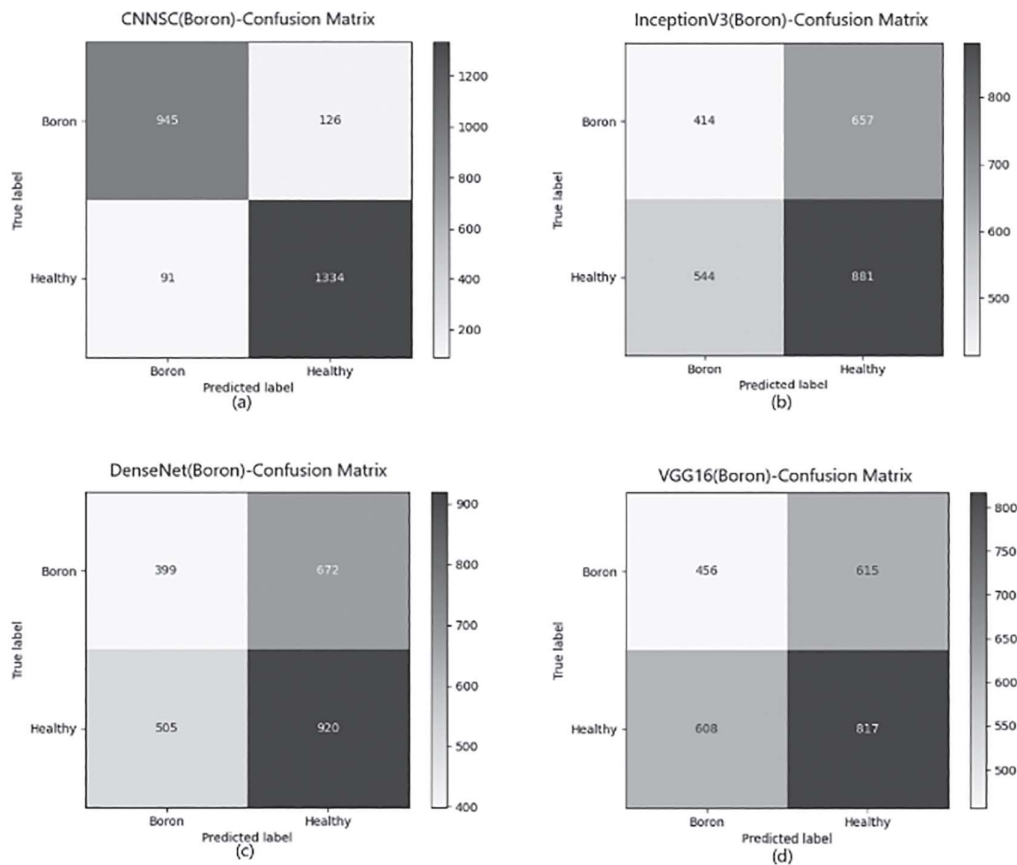 CNNSC(Boron)-Confusion Matrix
1200
1000
800
600
400
200
True label
Boron
Healthy
945
126
91
1334
Boron
Healthy
Predicted label
(a)
InceptionV3(Boron)-Confusion Matrix
800
700
600
500
True label
Boron
Healthy
414
657
544
881
Boron
Healthy
Predicted label
(b)
DenseNet(Boron)-Confusion Matrix
900
800
700
600
500
400
True label
Boron
Healthy
399
672
505
920
Boron
Healthy
Predicted label
(c)
VGG16(Boron)-Confusion Matrix
800
750
700
650
600
550
500
True label
Boron
Healthy
456
615
608
817
Boron
Healthy
Predicted label
(d)